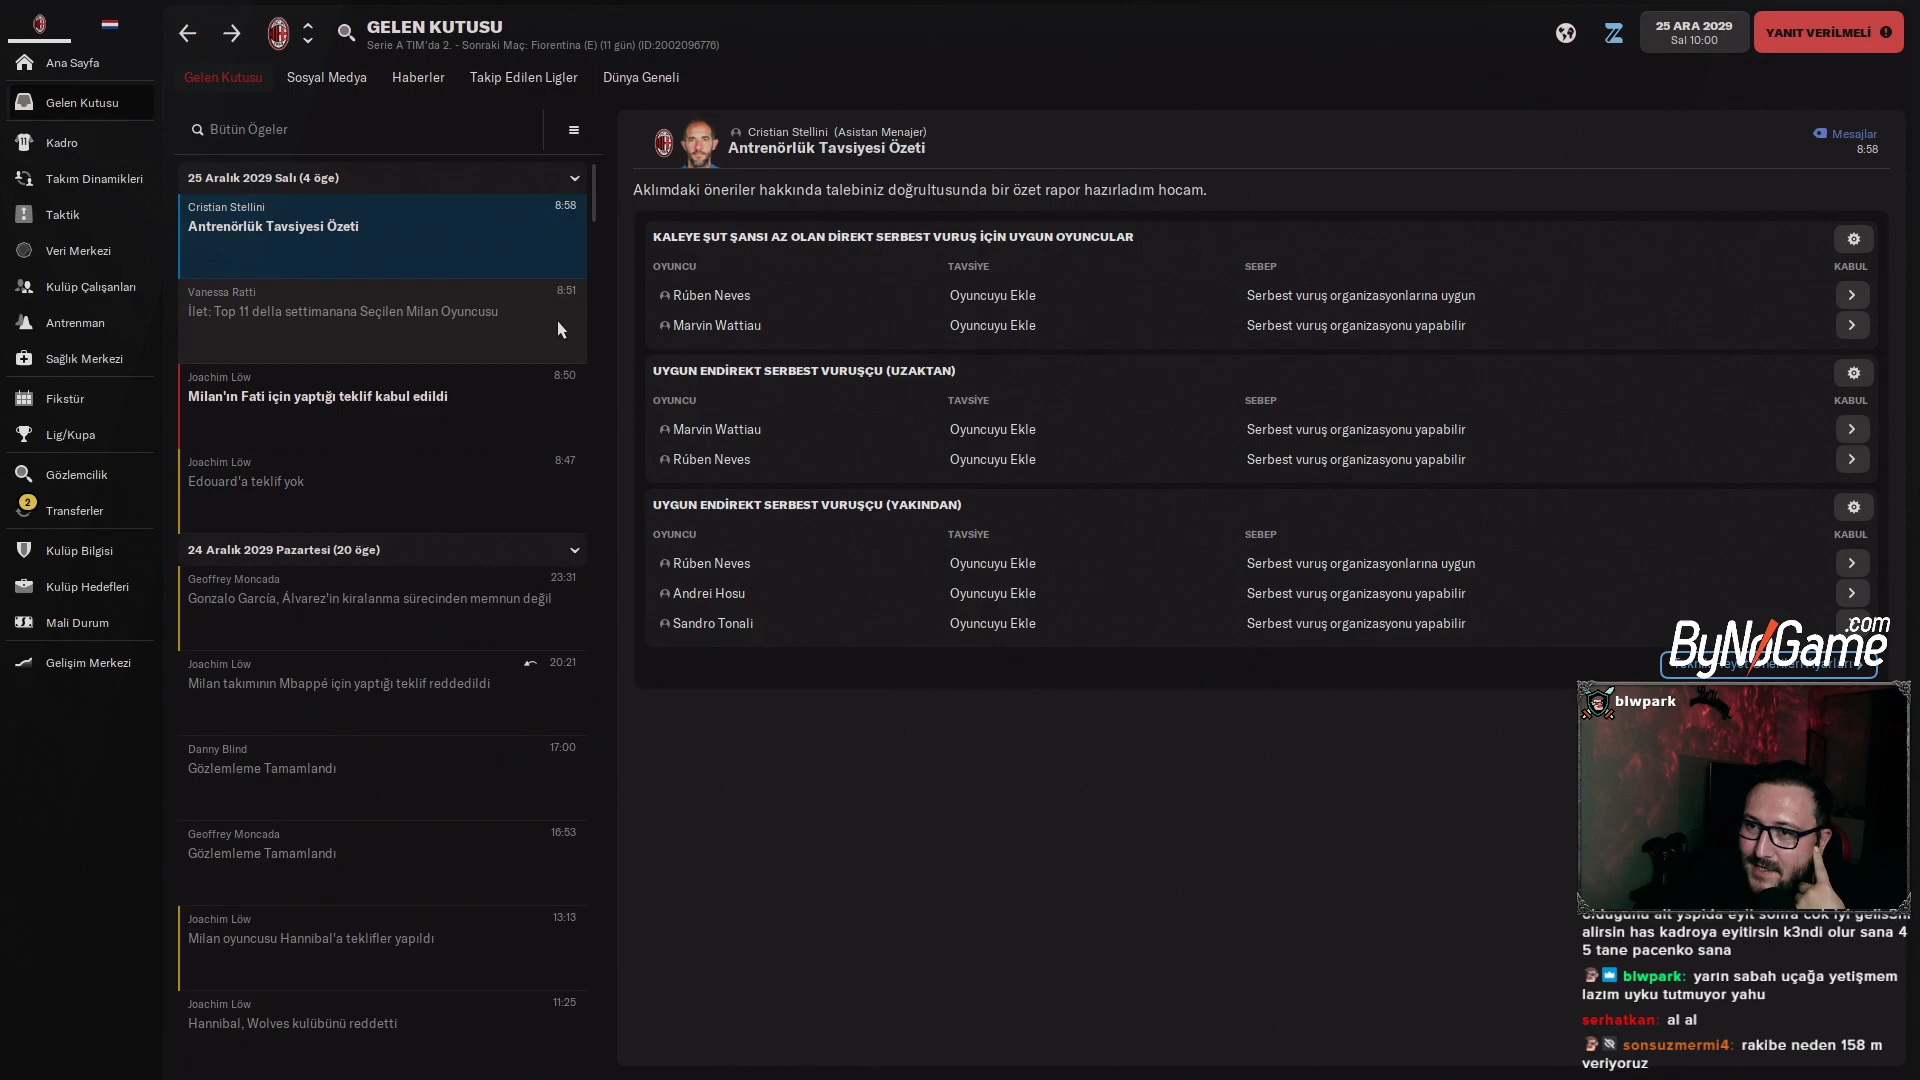 GELEN KUTUSU
Serie A TIM'da 2. - Sonraki Maç: Fiorentina (E) (11 gün) (ID:2002096776)
25 ARA 2029
Sal 10:00
YANIT VERİLMELİ
Ana Sayfa
Gelen Kutusu
Kadro
Takım Dinamikleri
Taktik
Veri Merkezi
Kulüp Çalışanları
Antrenman
Sağlık Merkezi
Fikstür
Lig/Kupa
Gözlemcilik
2
Transferler
Kulüp Bilgisi
Kulüp Hedefleri
Mali Durum
Gelişim Merkezi
Gelen Kutusu Sosyal Medya Haberler Takip Edilen Ligler Dünya Geneli
Bütün Ögeler
25 Aralık 2029 Salı (4 öge)
Cristian Stellini 8:58
Antrenörlük Tavsiyesi Özeti
Vanessa Ratti 8:51
İlet: Top 11 della settimanana Seçilen Milan Oyuncusu
Joachim Löw 8:50
Milan'ın Fati için yaptığı teklif kabul edildi
Joachim Löw 8:47
Edouard'a teklif yok
24 Aralık 2029 Pazartesi (20 öge)
Geoffrey Moncada 23:31
Gonzalo García, Álvarez'in kiralanma sürecinden memnun değil
Joachim Löw 20:21
Milan takımının Mbappé için yaptığı teklif reddedildi
Danny Blind 17:00
Gözlemleme Tamamlandı
Geoffrey Moncada 16:53
Gözlemleme Tamamlandı
Joachim Löw 13:13
Milan oyuncusu Hannibal'a teklifler yapıldı
Joachim Löw 11:25
Hannibal, Wolves kulübünü reddetti
Cristian Stellini (Asistan Menajer)
Antrenörlük Tavsiyesi Özeti
Mesajlar
8:58
Aklımdaki öneriler hakkında talebiniz doğrultusunda bir özet rapor hazırladım hocam.
KALEYE ŞUT ŞANSI AZ OLAN DİREKT SERBEST VURUŞ İÇİN UYGUN OYUNCULAR
OYUNCU TAVSİYE SEBEP KABUL
Rúben Neves Oyuncuyu Ekle Serbest vuruş organizasyonlarına uygun
Marvin Wattiau Oyuncuyu Ekle Serbest vuruş organizasyonu yapabilir
UYGUN ENDİREKT SERBEST VURUŞÇU (UZAKTAN)
OYUNCU TAVSİYE SEBEP KABUL
Marvin Wattiau Oyuncuyu Ekle Serbest vuruş organizasyonu yapabilir
Rúben Neves Oyuncuyu Ekle Serbest vuruş organizasyonu yapabilir
UYGUN ENDİREKT SERBEST VURUŞÇU (YAKINDAN)
OYUNCU TAVSİYE SEBEP KABUL
Rúben Neves Oyuncuyu Ekle Serbest vuruş organizasyonlarına uygun
Andrei Hosu Oyuncuyu Ekle Serbest vuruş organizasyonu yapabilir
Sandro Tonali Oyuncuyu Ekle Serbest vuruş organizasyonu yapabilir
ByNoGame.com
blwpark
alirsin has kadroya eyitirsin k3ndi olur sana 4
5 tane pacenko sana
blwpark: yarın sabah uçağa yetişmem
lazım uyku tutmuyor yahu
serhatkan: al al
sonsuzmermi4: rakibe neden 158 m
veriyoruz